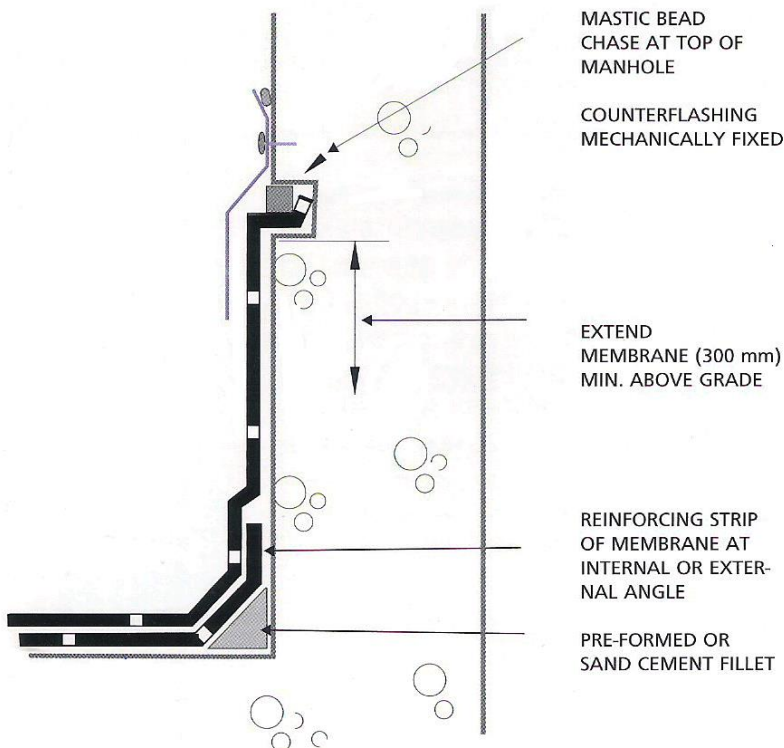 MASTIC BEAD
CHASE AT TOP OF
MANHOLE
COUNTERFLASHING
MECHANICALLY FIXED
EXTEND
MEMBRANE (300 mm)
MIN. ABOVE GRADE
REINFORCING STRIP
OF MEMBRANE AT
INTERNAL OR EXTER-
NAL ANGLE
PRE-FORMED OR
SAND CEMENT FILLET